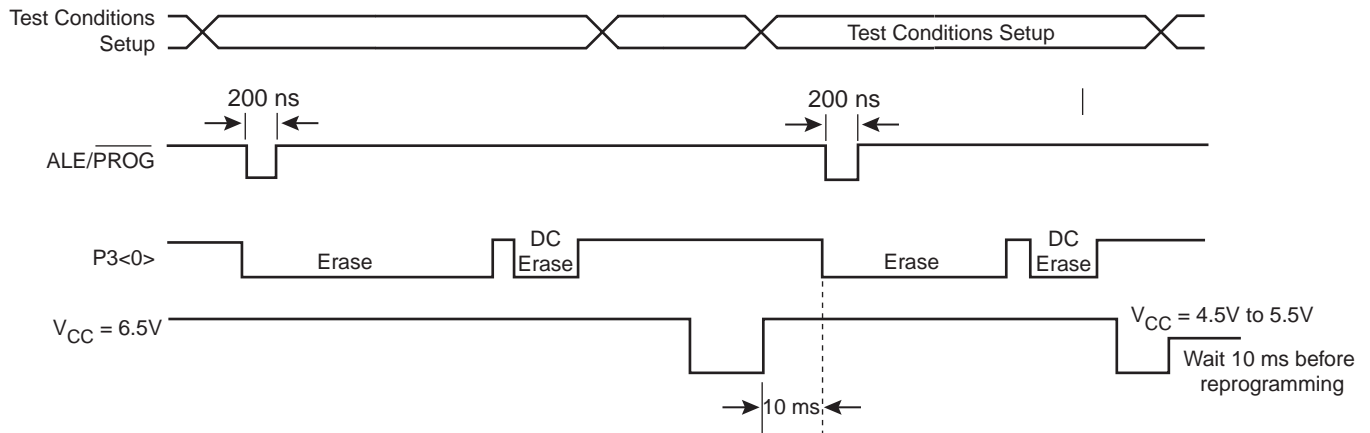 Test Conditions
Setup
Test Conditions Setup
200 ns
200 ns
ALE/PROG
P3<0>
Erase
DC
Erase
Erase
DC
Erase
VCC = 6.5V
VCC = 4.5V to 5.5V
Wait 10 ms before
reprogramming
10 ms